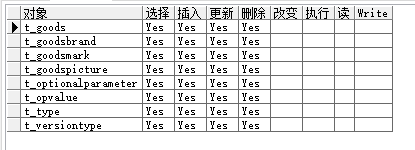 对象 选择 插入 更新 删除 改变 执行 读 Write
t_goods Yes Yes Yes Yes
t_goodsbrand Yes Yes Yes Yes
t_goodsmark Yes Yes Yes Yes
t_goodspicture Yes Yes Yes Yes
t_optionalparameter Yes Yes Yes Yes
t_opvalue Yes Yes Yes Yes
t_type Yes Yes Yes Yes
t_versiontype Yes Yes Yes Yes